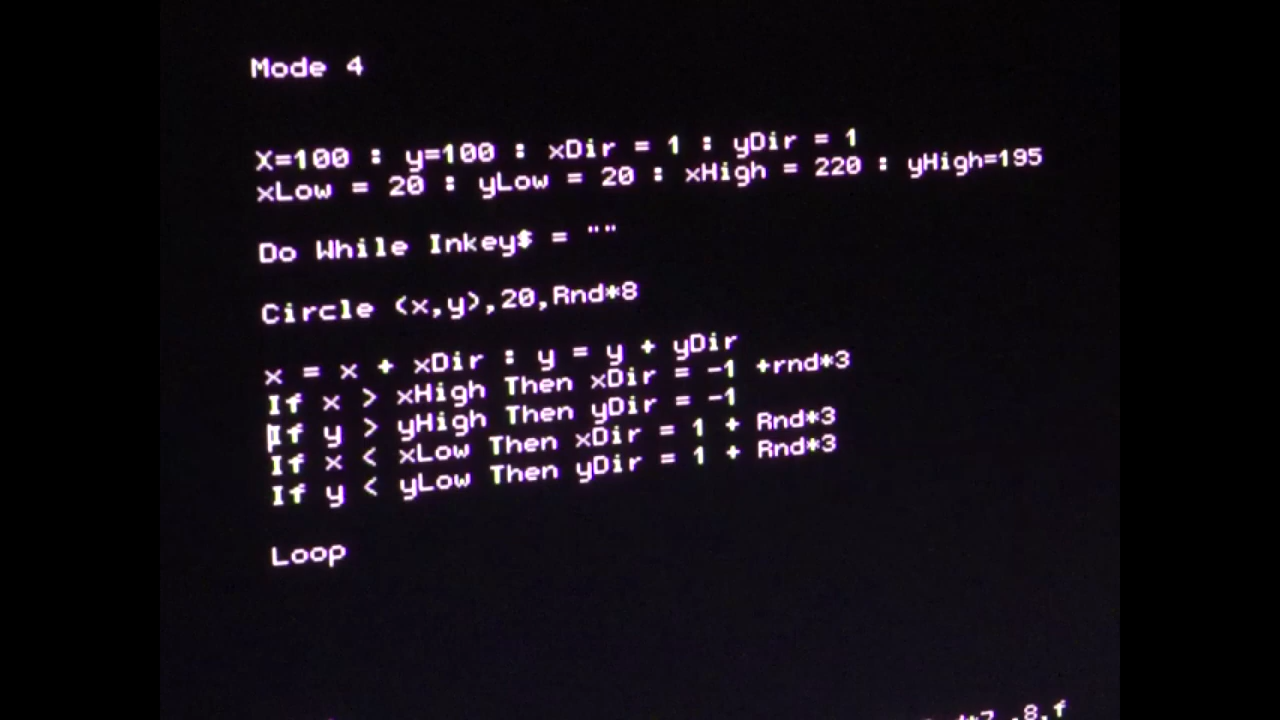 Mode 4
X=100 : y=100 : xDir = 1 : yDir = 1
xLow = 20 : yLow = 20 : xHigh = 220 : yHigh=195
Do While Inkey$ = ""
Circle (x,y),20,Rnd*8
x = x + xDir : y = y + yDir
If x > xHigh Then xDir = -1 +rnd*3
If y > yHigh Then yDir = -1
If x < xLow Then xDir = 1 + Rnd*3
If y < yLow Then yDir = 1 + Rnd*3
Loop
,8,f